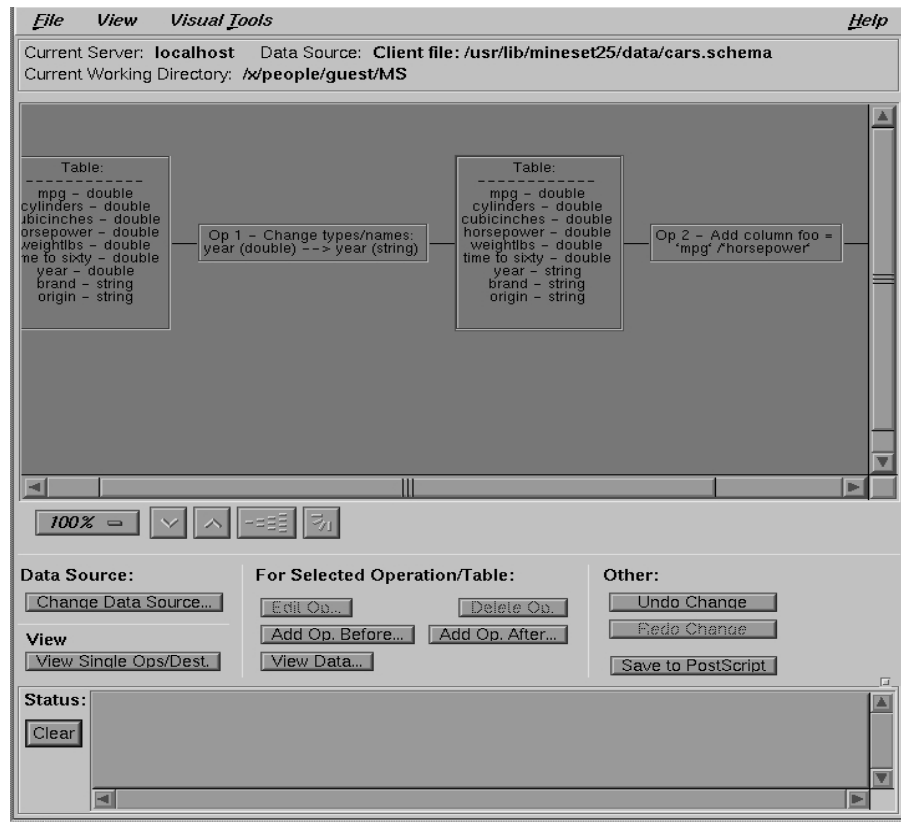 File View Visual Tools Help
Current Server: localhost Data Source: Client file: /usr/lib/mineset25/data/cars.schema
Current Working Directory: /x/people/guest/MS
Table:
------------
mpg – double
cylinders – double
ubicinches – double
orsepower – double
weightlbs – double
me to sixty – double
year – double
brand – string
origin – string
Op 1 – Change types/names:
year (double) --> year (string)
Table:
------------
mpg – double
cylinders – double
cubicinches – double
horsepower – double
weightlbs – double
time to sixty – double
year – string
brand – string
origin – string
Op 2 – Add column foo =
‘mpg‘ /‘horsepower‘
100%
Data Source:
Change Data Source...
View
View Single Ops/Dest.
For Selected Operation/Table:
Edit Op...
Delete Op.
Add Op. Before...
Add Op. After...
View Data...
Other:
Undo Change
Redo Change
Save to PostScript
Status:
Clear